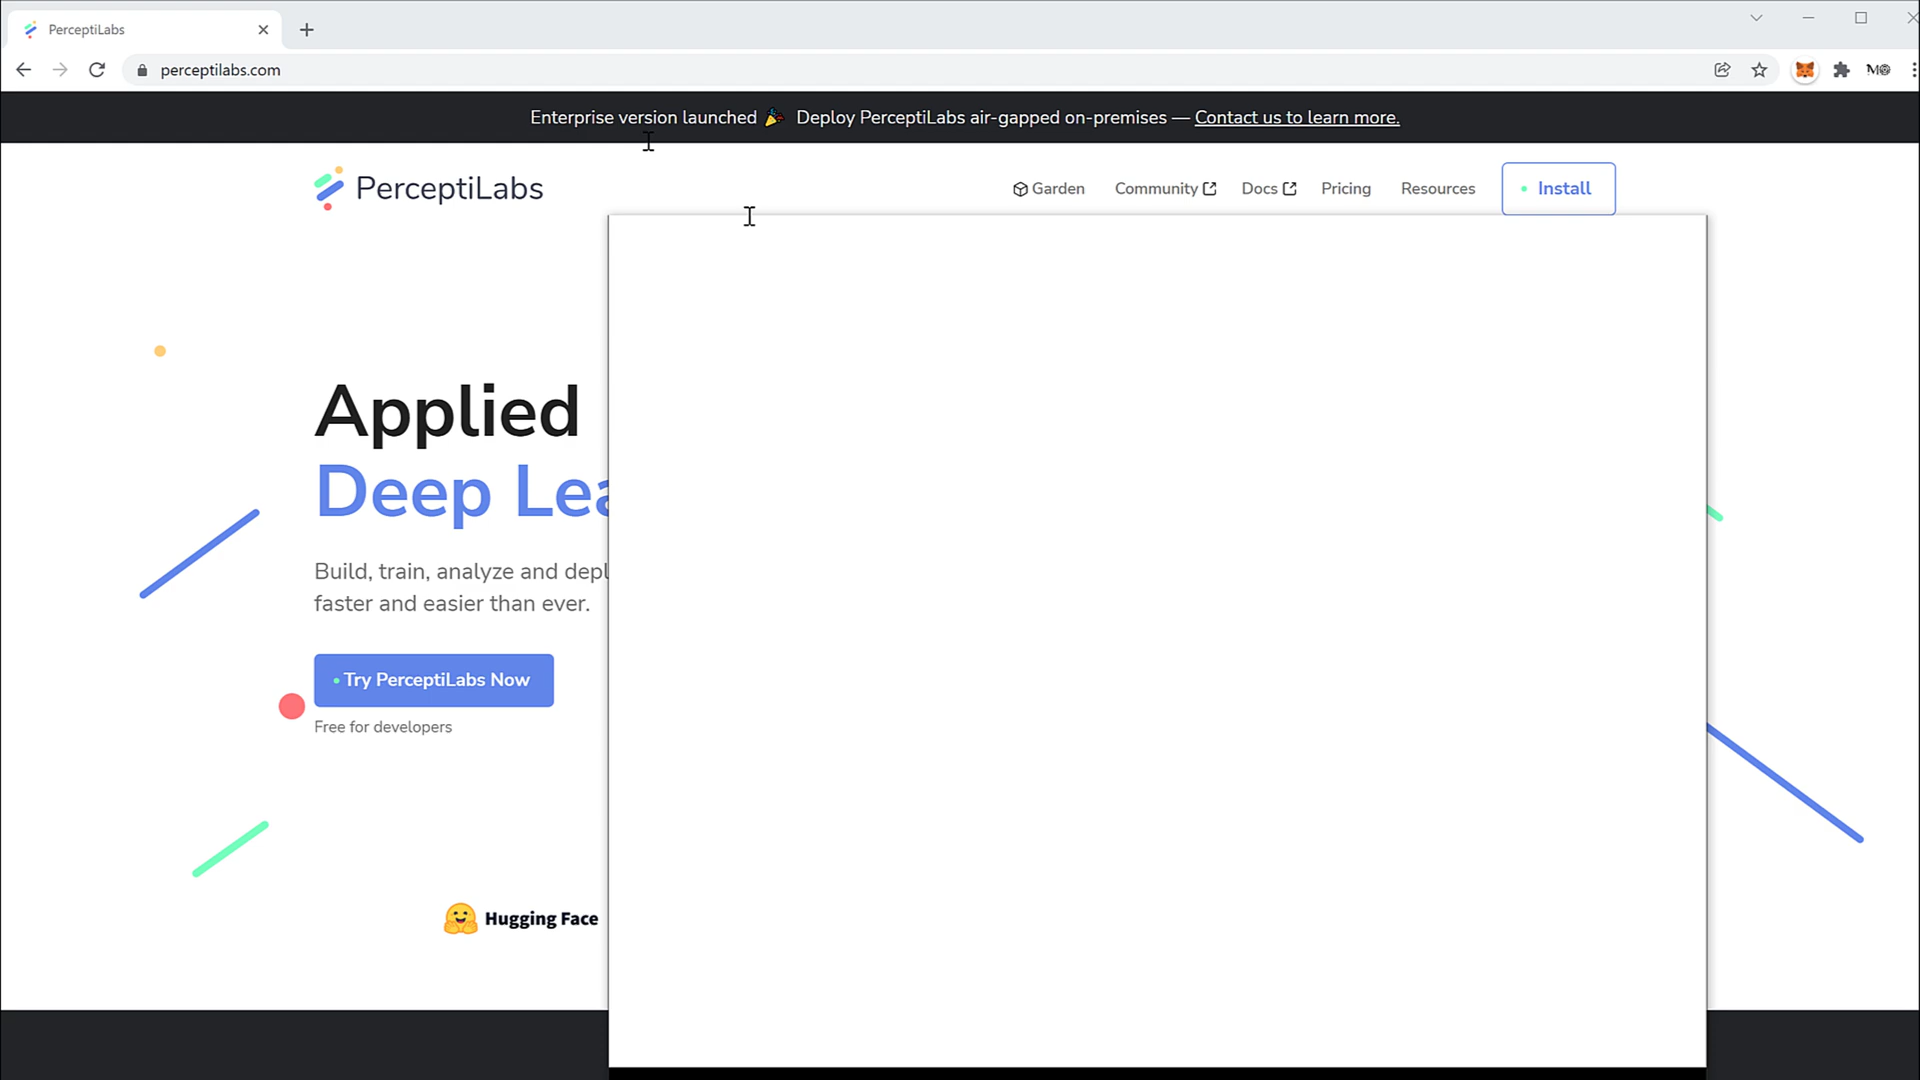 PerceptiLabs
perceptilabs.com
Enterprise version launched 🎉 Deploy PerceptiLabs air-gapped on-premises — Contact us to learn more.
PerceptiLabs
Garden Community Docs Pricing Resources Install
Applied
Deep Lea
Build, train, analyze and depl
faster and easier than ever.
Try PerceptiLabs Now
Free for developers
Hugging Face